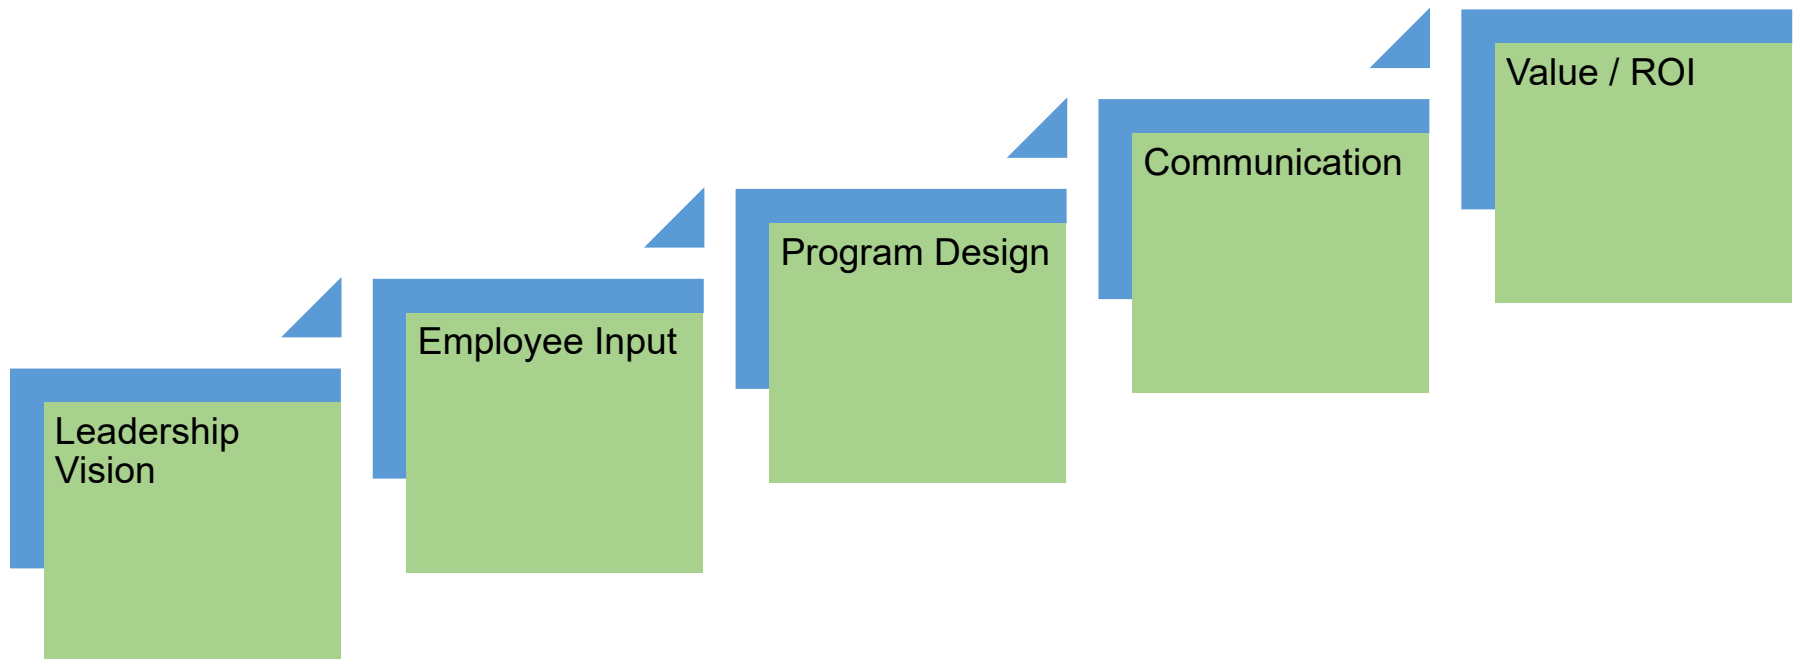 Leadership
Vision
Employee Input
Program Design
Communication
Value / ROI